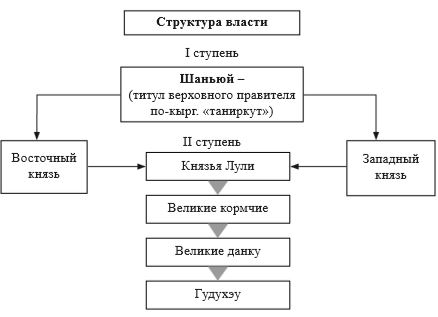 Структура власти
I ступень
Шаньюй –
(титул верховного правителя
по-кырг. «таниркут»)
II ступень
Восточный
князь
Князья Лули
Западный
князь
Великие кормчие
Великие данку
Гудухэу